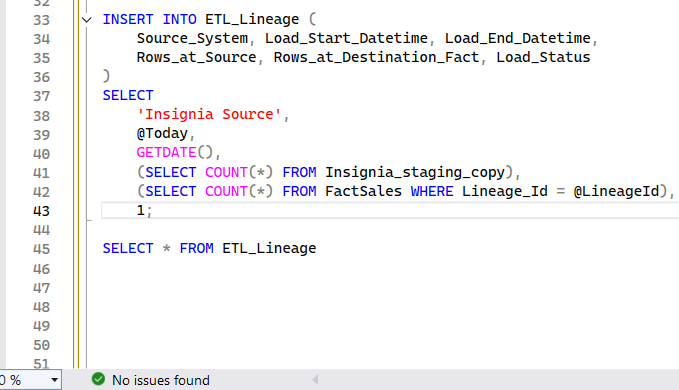 32
33 INSERT INTO ETL_Lineage (
34 Source_System, Load_Start_Datetime, Load_End_Datetime,
35 Rows_at_Source, Rows_at_Destination_Fact, Load_Status
36 )
37 SELECT
38 'Insignia Source',
39 @Today,
40 GETDATE(),
41 (SELECT COUNT(*) FROM Insignia_staging_copy),
42 (SELECT COUNT(*) FROM FactSales WHERE Lineage_Id = @LineageId),
43 1;
44
45 SELECT * FROM ETL_Lineage
46
47
48
49
50
51
0 % No issues found